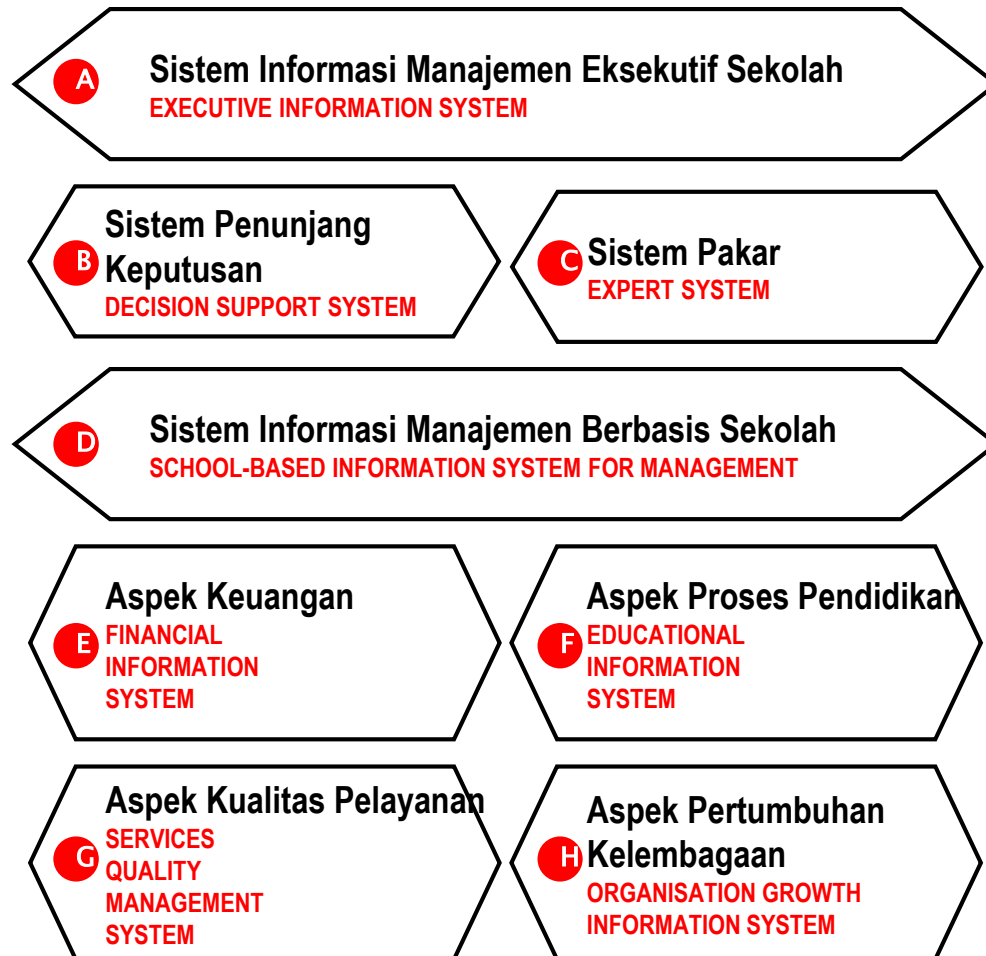 A
Sistem Informasi Manajemen Eksekutif Sekolah
EXECUTIVE INFORMATION SYSTEM
B
Sistem Penunjang
Keputusan
DECISION SUPPORT SYSTEM
C
Sistem Pakar
EXPERT SYSTEM
D
Sistem Informasi Manajemen Berbasis Sekolah
SCHOOL-BASED INFORMATION SYSTEM FOR MANAGEMENT
E
Aspek Keuangan
FINANCIAL
INFORMATION
SYSTEM
F
Aspek Proses Pendidikan
EDUCATIONAL
INFORMATION
SYSTEM
G
Aspek Kualitas Pelayanan
SERVICES
QUALITY
MANAGEMENT
SYSTEM
H
Aspek Pertumbuhan
Kelembagaan
ORGANISATION GROWTH
INFORMATION SYSTEM